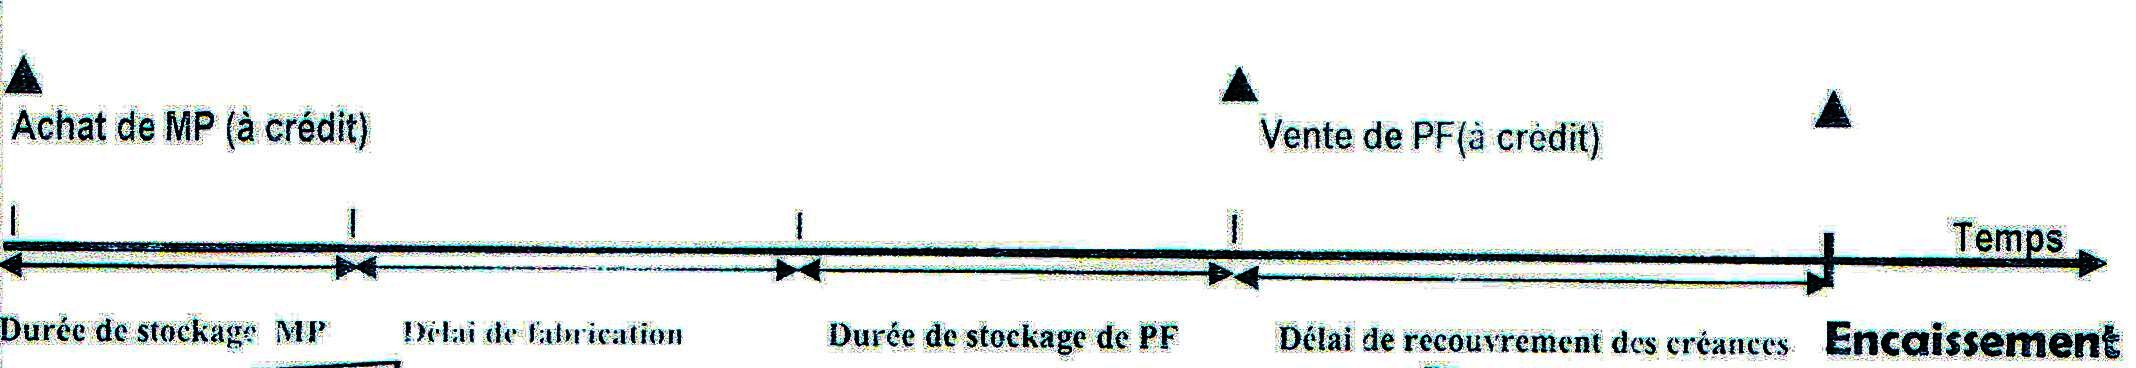 Achat de MP (à crédit)
Vente de PF(à crédit)
Temps
Durée de stockage MP
Délai de fabrication
Durée de stockage de PF
Délai de recouvrement des créances
Encaissement